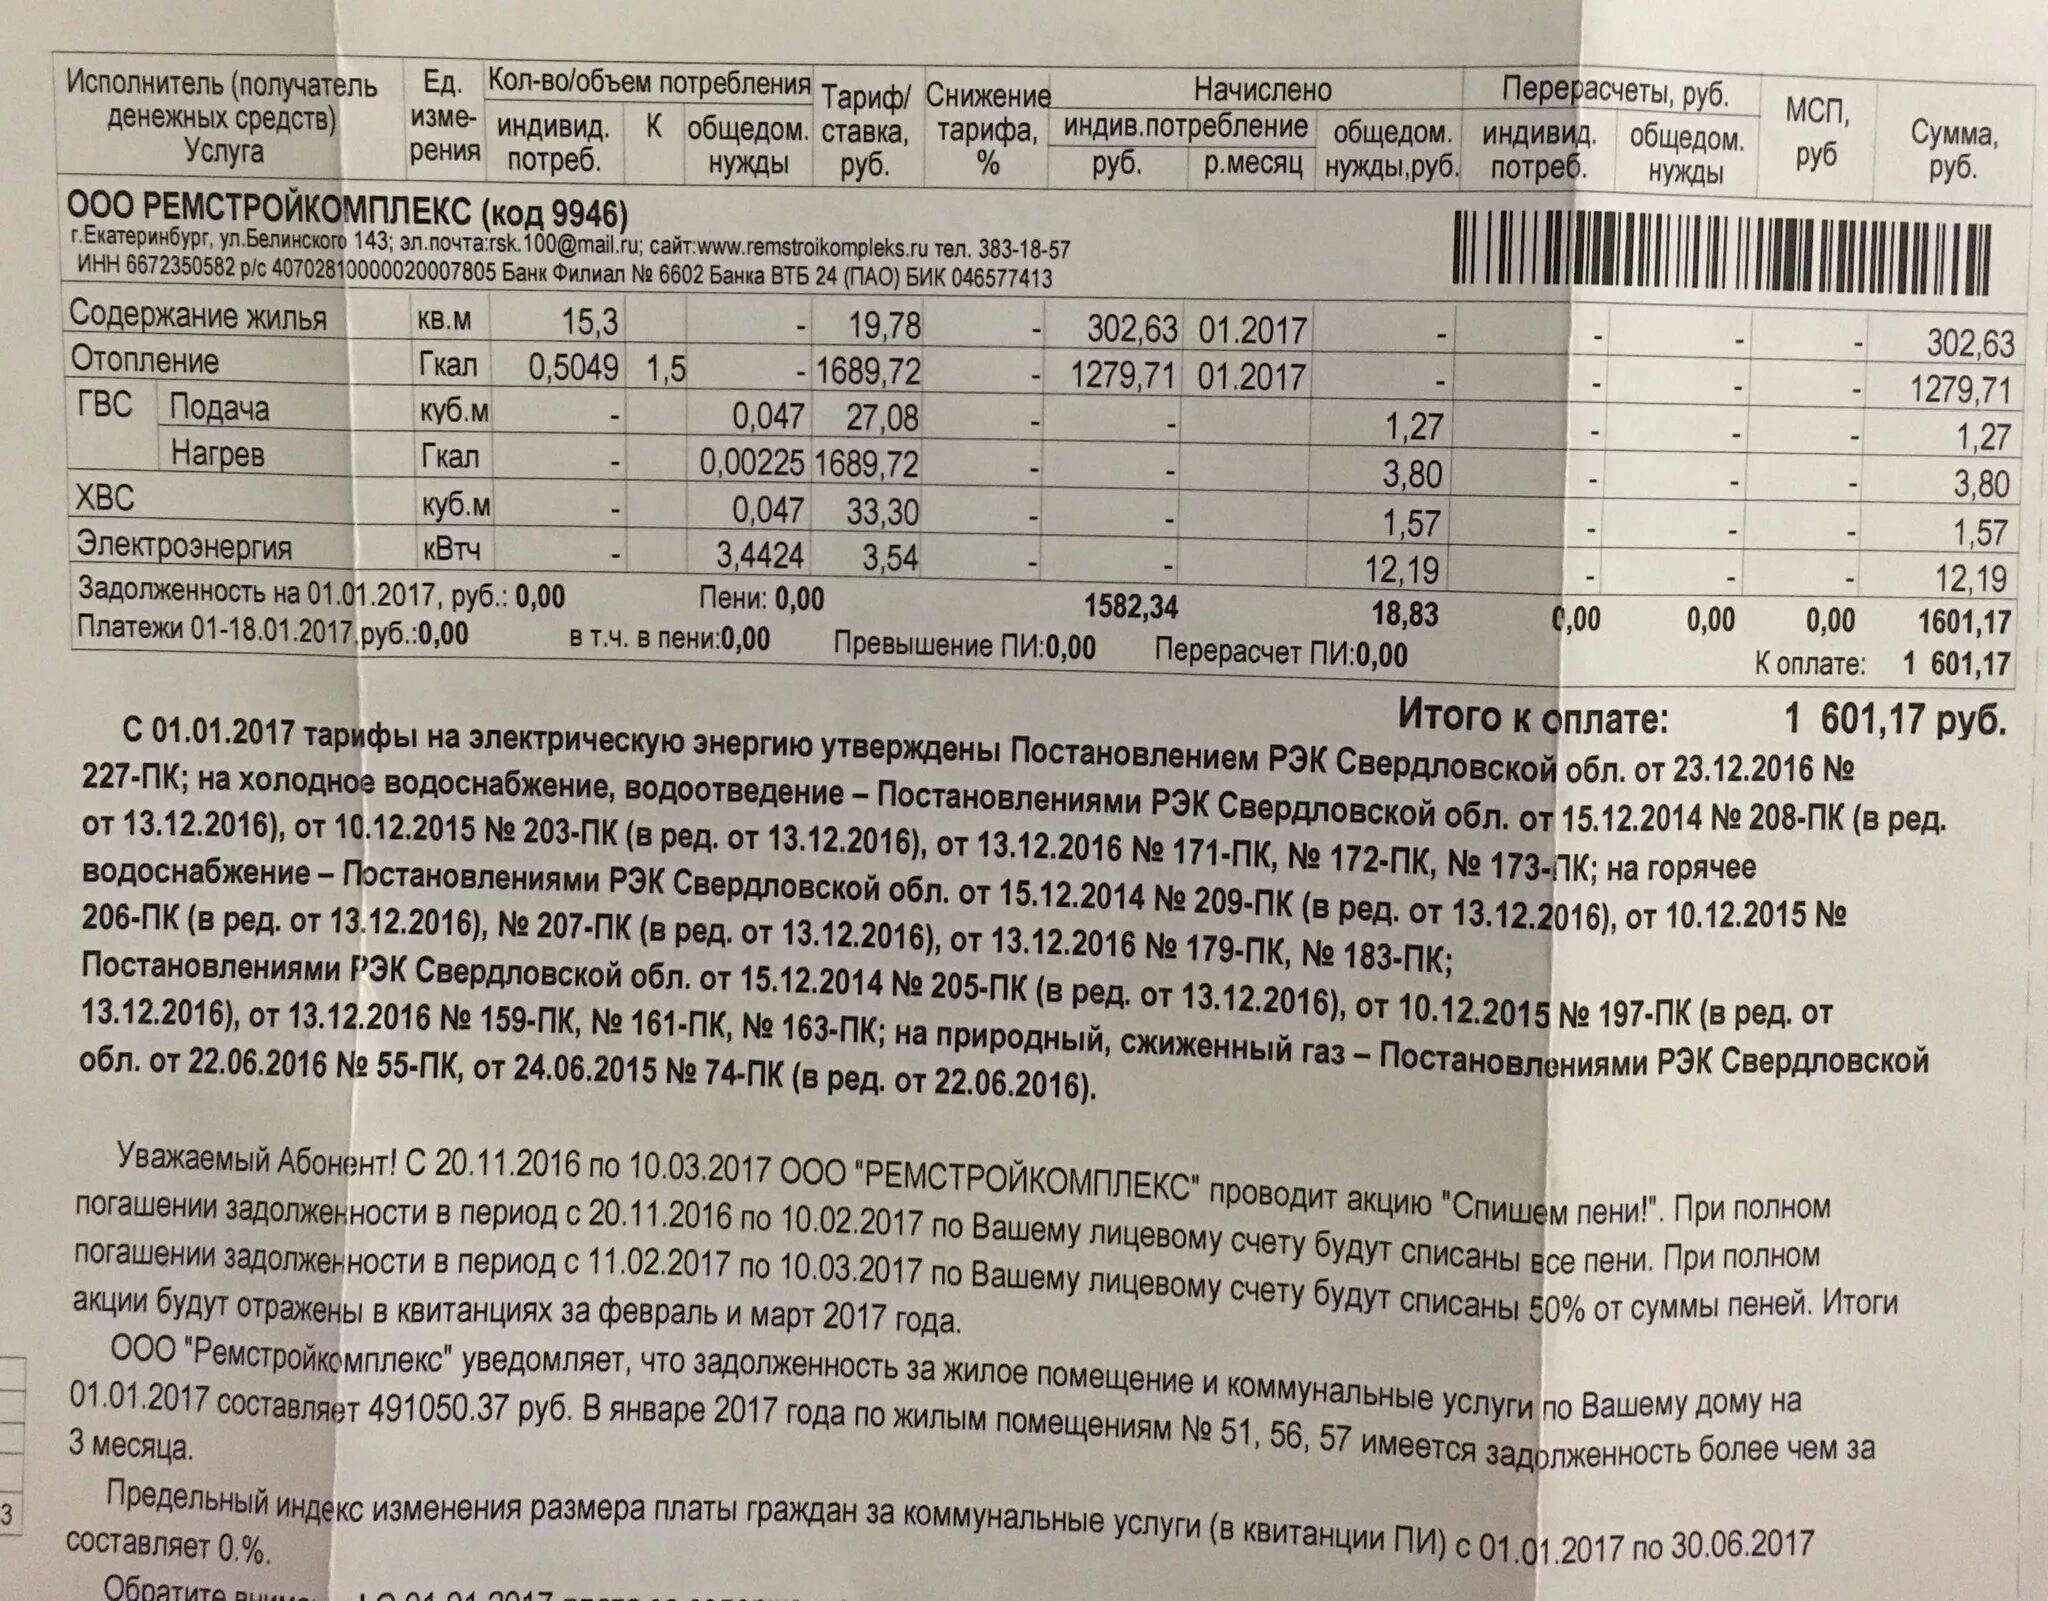 Исполнитель (получатель денежных средств) Услуга
Ед. изме- рения
Кол-во/объем потребления
индивид. потреб.
К
общедом. нужды
Тариф/ ставка, руб.
Снижение тарифа, %
Начислено
индив.потребление
руб.
р.месяц
общедом. нужды,руб.
Перерасчеты, руб.
индивид. потреб.
общедом. нужды
МСП, руб
Сумма, руб.
ООО РЕМСТРОЙКОМПЛЕКС (код 9946)
г.Екатеринбург, ул.Белинского 143; эл.почта:rsk.100@mail.ru; сайт:www.remstroikompleks.ru тел. 383-18-57
ИНН 6672350582 р/с 40702810000020007805 Банк Филиал № 6602 Банка ВТБ 24 (ПАО) БИК 046577413
Содержание жилья кв.м 15,3 - 19,78 - 302,63 01.2017 - - - - 302,63
Отопление Гкал 0,5049 1,5 - 1689,72 - 1279,71 01.2017 - - - - 1279,71
ГВС Подача куб.м - 0,047 27,08 - - 1,27 - - - 1,27
Нагрев Гкал - 0,00225 1689,72 - - 3,80 - - - 3,80
ХВС куб.м - 0,047 33,30 - - 1,57 - - - 1,57
Электроэнергия кВтч - 3,4424 3,54 - - 12,19 - - - 12,19
Задолженность на 01.01.2017, руб.: 0,00 Пени: 0,00 1582,34 18,83 0,00 0,00 0,00 1601,17
Платежи 01-18.01.2017,руб.:0,00 в т.ч. в пени:0,00 Превышение ПИ:0,00 Перерасчет ПИ:0,00 К оплате: 1 601,17
Итого к оплате: 1 601,17 руб.
С 01.01.2017 тарифы на электрическую энергию утверждены Постановлением РЭК Свердловской обл. от 23.12.2016 №
227-ПК; на холодное водоснабжение, водоотведение – Постановлениями РЭК Свердловской обл. от 15.12.2014 № 208-ПК (в ред.
от 13.12.2016), от 10.12.2015 № 203-ПК (в ред. от 13.12.2016), от 13.12.2016 № 171-ПК, № 172-ПК, № 173-ПК; на горячее
водоснабжение – Постановлениями РЭК Свердловской обл. от 15.12.2014 № 209-ПК (в ред. от 13.12.2016), от 10.12.2015 №
206-ПК (в ред. от 13.12.2016), № 207-ПК (в ред. от 13.12.2016), от 13.12.2016 № 179-ПК, № 183-ПК;
Постановлениями РЭК Свердловской обл. от 15.12.2014 № 205-ПК (в ред. от 13.12.2016), от 10.12.2015 № 197-ПК (в ред. от
13.12.2016), от 13.12.2016 № 159-ПК, № 161-ПК, № 163-ПК; на природный, сжиженный газ – Постановлениями РЭК Свердловской
обл. от 22.06.2016 № 55-ПК, от 24.06.2015 № 74-ПК (в ред. от 22.06.2016).
Уважаемый Абонент! С 20.11.2016 по 10.03.2017 ООО "РЕМСТРОЙКОМПЛЕКС" проводит акцию "Спишем пени!". При полном
погашении задолженности в период с 20.11.2016 по 10.02.2017 по Вашему лицевому счету будут списаны все пени. При полном
погашении задолженности в период с 11.02.2017 по 10.03.2017 по Вашему лицевому счету будут списаны 50% от суммы пеней. Итоги
акции будут отражены в квитанциях за февраль и март 2017 года.
ООО "Ремстройкомплекс" уведомляет, что задолженность за жилое помещение и коммунальные услуги по Вашему дому на
01.01.2017 составляет 491050.37 руб. В январе 2017 года по жилым помещениям № 51, 56, 57 имеется задолженность более чем за
3 месяца.
Предельный индекс изменения размера платы граждан за коммунальные услуги (в квитанции ПИ) с 01.01.2017 по 30.06.2017
составляет 0.%.
3
Обратите